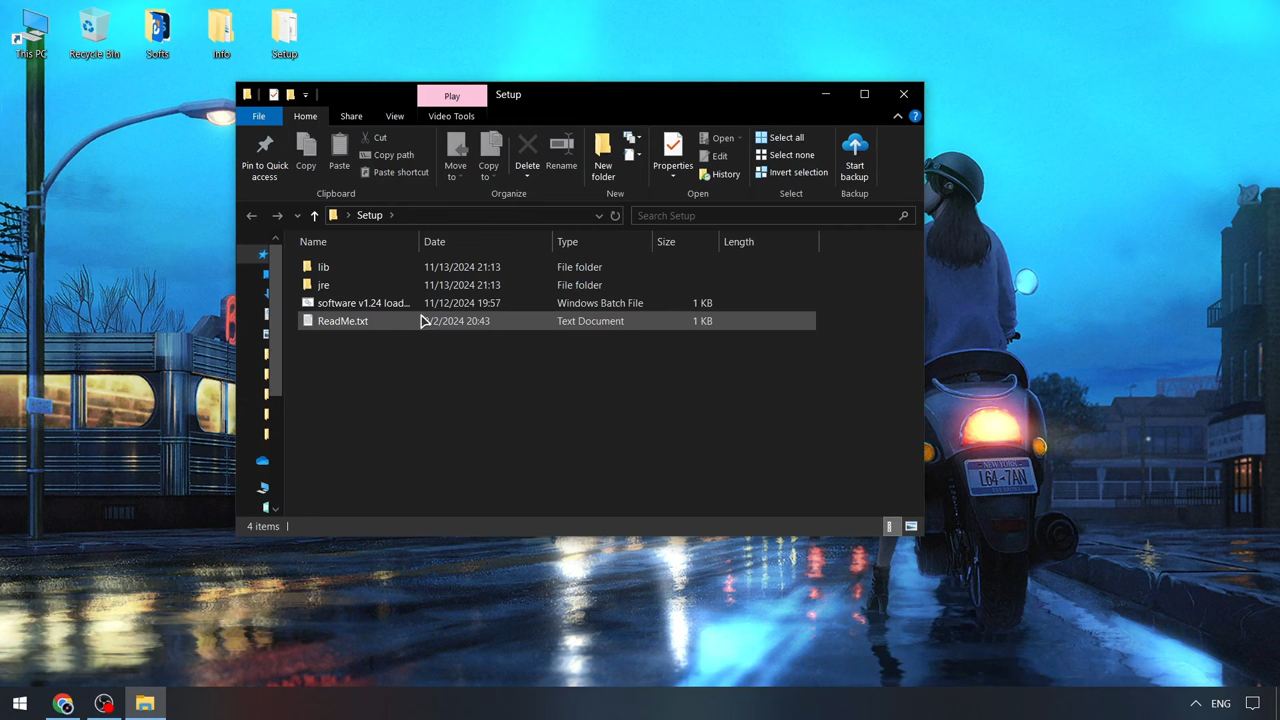 This PC
Recycle Bin
Softs
Info
Setup
Play
Setup
File
Home
Share
View
Video Tools
Pin to Quick access
Copy
Paste
Cut
Copy path
Paste shortcut
Clipboard
Move to
Copy to
Delete
Rename
Organize
New folder
New
Properties
Open
Edit
History
Open
Select all
Select none
Invert selection
Select
Start backup
Backup
Setup
Search Setup
Name
Date
Type
Size
Length
lib
11/13/2024 21:13
File folder
jre
11/13/2024 21:13
File folder
software v1.24 load...
11/12/2024 19:57
Windows Batch File
1 KB
ReadMe.txt
/2/2024 20:43
Text Document
1 KB
4 items
NEW YORK
L64-7AN
ENG